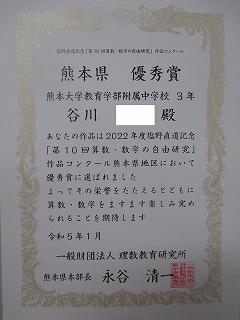 塩野直道記念「第10回算数・数学の自由研究」作品コンクール
熊本県 優秀賞
熊本大学教育学部附属中学校 3年
谷川 殿
あなたの作品は2022年度塩野直道記念
「第10回算数・数学の自由研究」
作品コンクール熊本県地区において
優秀賞に選ばれました
よってその栄誉をたたえるとともに
算数・数学をますます楽しみ究め
られることを期待します
令和5年1月
一般財団法人 理数教育研究所
熊本県本部長 永谷 清一